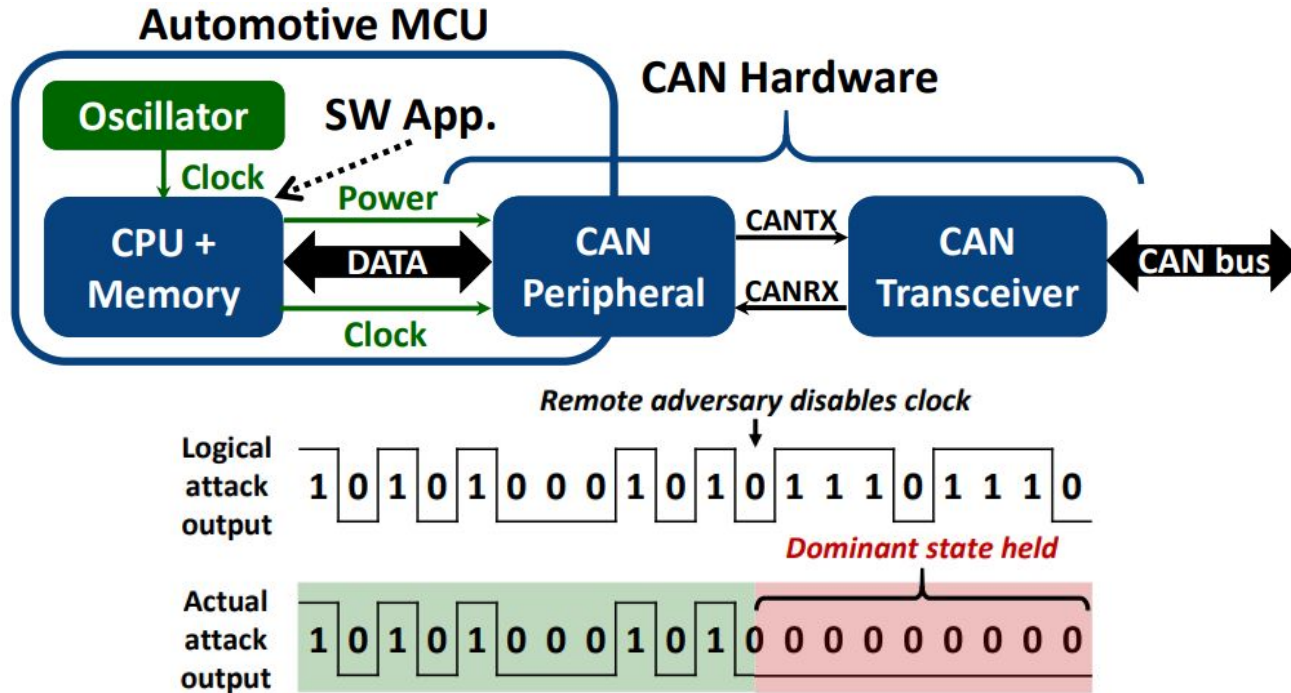 Automotive MCU
CAN Hardware
Oscillator
SW App.
Clock
Power
CPU +
Memory
DATA
Clock
CAN
Peripheral
CANTX
CANRX
CAN
Transceiver
CAN bus
Remote adversary disables clock
Logical
attack
output
1 0 1 0 1 0 0 0 1 0 1 0 1 1 1 0 1 1 1 0
Dominant state held
Actual
attack
output
1 0 1 0 1 0 0 0 1 0 1 0 0 0 0 0 0 0 0 0